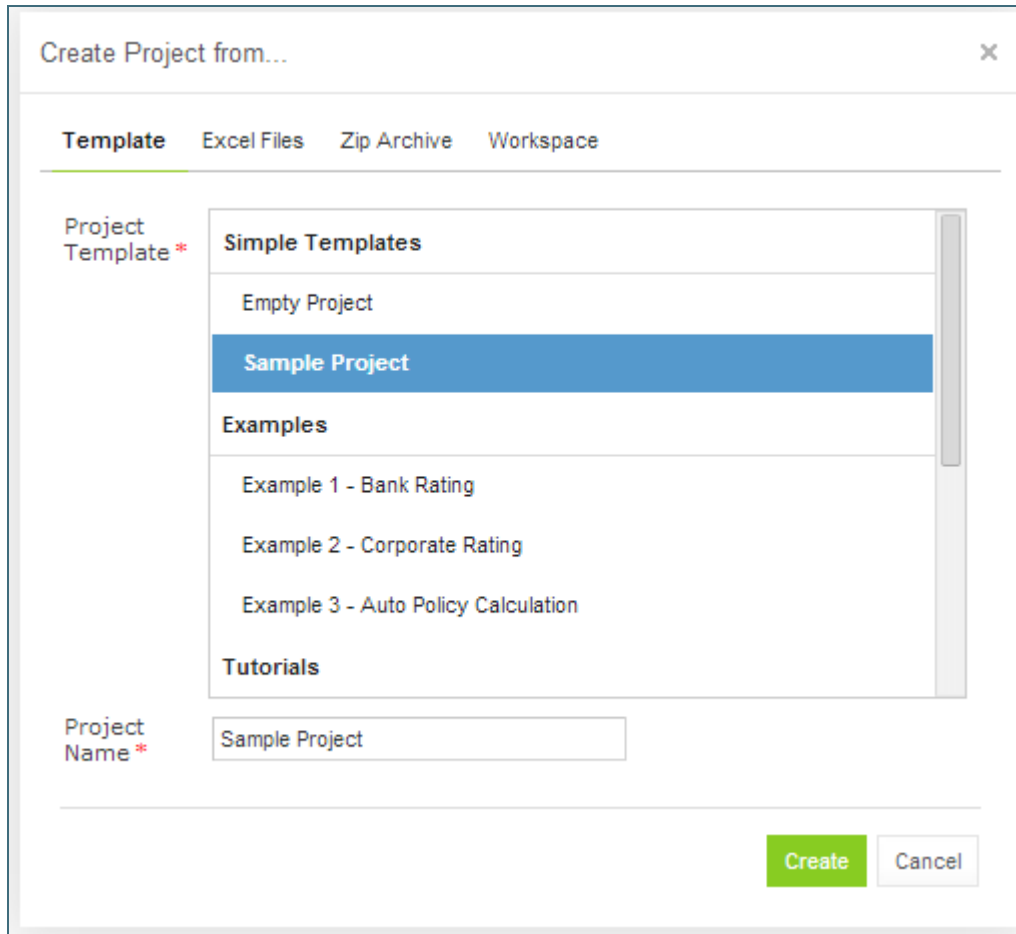 Create Project from...
×
Template Excel Files Zip Archive Workspace
Project
Template *
Simple Templates
Empty Project
Sample Project
Examples
Example 1 - Bank Rating
Example 2 - Corporate Rating
Example 3 - Auto Policy Calculation
Tutorials
Project
Name *
Sample Project
Create Cancel